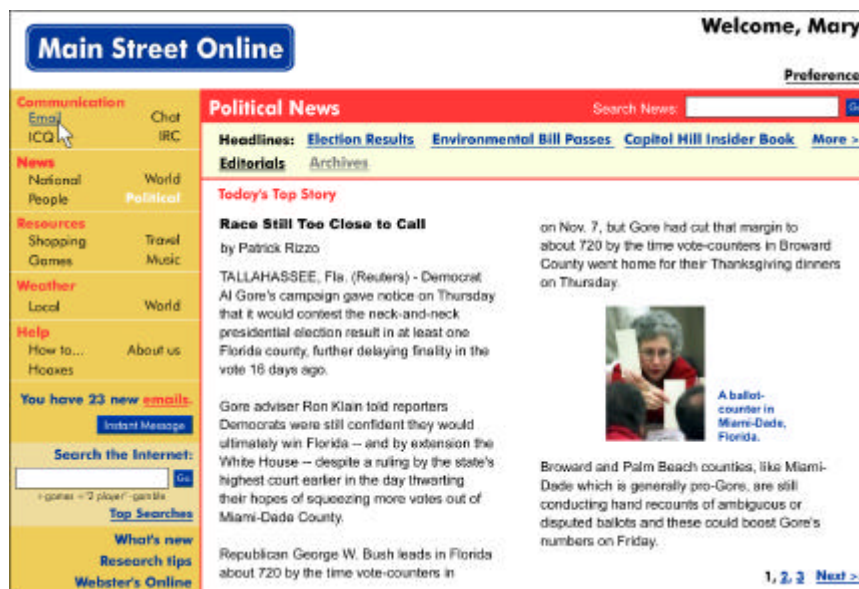 Main Street Online
Welcome, Mary
Preference
Communication
Email Chat
ICQ IRC
News
National World
People Political
Resources
Shopping Travel
Games Music
Weather
Local World
Help
How to... About us
Hoaxes
You have 23 new emails.
Instant Message
Search the Internet:
Go
+games +"2 player" -gamble
Top Searches
What's new
Research tips
Webster's Online
Political News
Search News:
Headlines: Election Results Environmental Bill Passes Capitol Hill Insider Book More >
Editorials Archives
Today's Top Story
Race Still Too Close to Call
by Patrick Rizzo
TALLAHASSEE, Fla. (Reuters) - Democrat
Al Gore's campaign gave notice on Thursday
that it would contest the neck-and-neck
presidential election result in at least one
Florida county, further delaying finality in the
vote 16 days ago.
Gore adviser Ron Klain told reporters
Democrats were still confident they would
ultimately win Florida -- and by extension the
White House -- despite a ruling by the state's
highest court earlier in the day thwarting
their hopes of squeezing more votes out of
Miami-Dade County.
Republican George W. Bush leads in Florida
about 720 by the time vote-counters in
on Nov. 7, but Gore had cut that margin to
about 720 by the time vote-counters in Broward
County went home for their Thanksgiving dinners
on Thursday.
A ballot-
counter in
Miami-Dade,
Florida.
Broward and Palm Beach counties, like Miami-
Dade which is generally pro-Gore, are still
conducting hand recounts of ambiguous or
disputed ballots and these could boost Gore's
numbers on Friday.
1, 2, 3 Next >